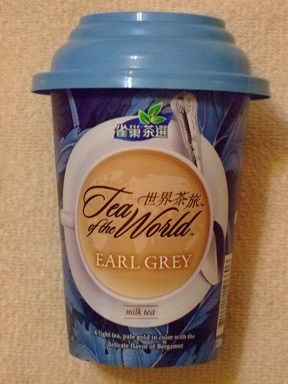 雀巢茶選
世界茶旅
Tea
of the World
EARL GREY
milk tea
A light tea, pale gold in color with the
delicate flavor of Bergamot